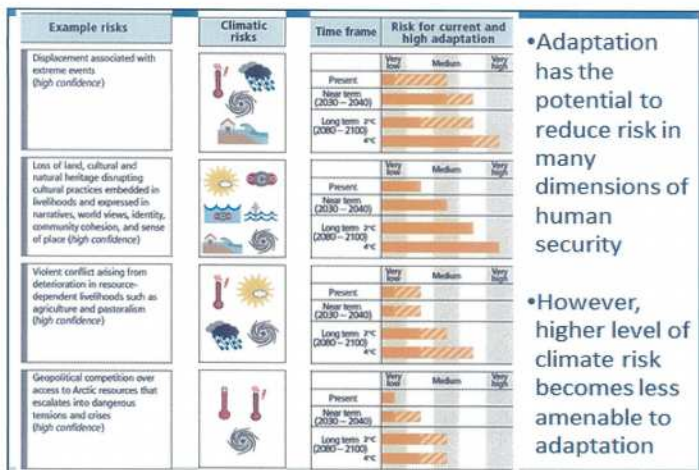 Example risks
Climatic
risks
Time frame
Risk for current and
high adaptation
Displacement associated with
extreme events
(high confidence)
Very
low
Medium
Very
high
Present
Near term
(2030 – 2040)
Long term 2°C
(2080 – 2100)
4°C
Loss of land, cultural and
natural heritage disrupting
cultural practices embedded in
livelihoods and expressed in
narratives, world views, identity,
community cohesion, and sense
of place (high confidence)
Very
low
Medium
Very
high
Present
Near term
(2030 – 2040)
Long term 2°C
(2080 – 2100)
4°C
Violent conflict arising from
deterioration in resource-
dependent livelihoods such as
agriculture and pastoralism
(high confidence)
Very
low
Medium
Very
high
Present
Near term
(2030 – 2040)
Long term 2°C
(2080 – 2100)
4°C
Geopolitical competition over
access to Arctic resources that
escalates into dangerous
tensions and crises
(high confidence)
Very
low
Medium
Very
high
Present
Near term
(2030 – 2040)
Long term 2°C
(2080 – 2100)
4°C
•Adaptation
has the
potential to
reduce risk in
many
dimensions of
human
security
•However,
higher level of
climate risk
becomes less
amenable to
adaptation